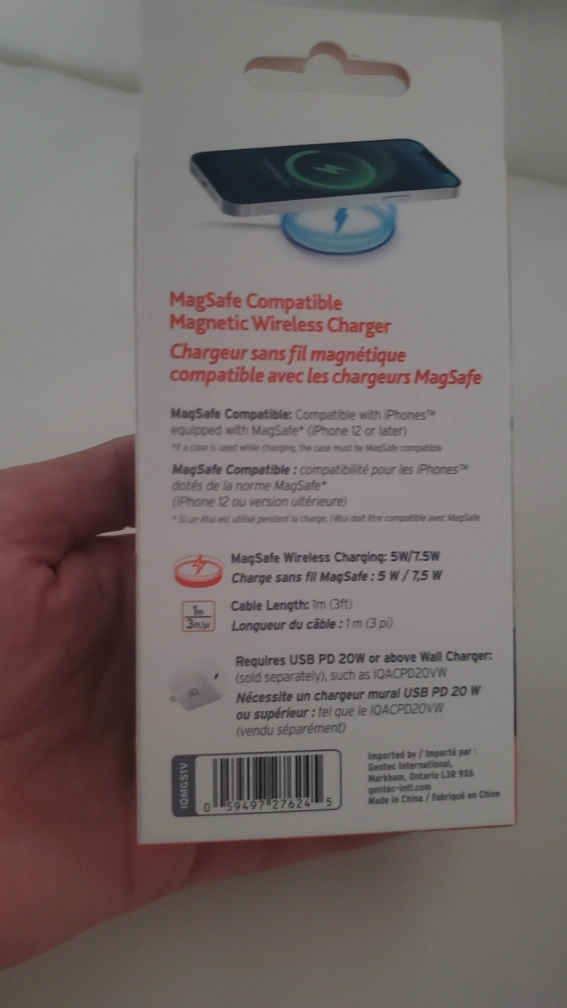 MagSafe Compatible
Magnetic Wireless Charger
Chargeur sans fil magnétique
compatible avec les chargeurs MagSafe
MagSafe Compatible: Compatible with iPhones™
equipped with MagSafe* (iPhone 12 or later)
*If a case is used while charging, the case must be MagSafe compatible
MagSafe Compatible : compatibilité pour les iPhones™
dotés de la norme MagSafe*
(iPhone 12 ou version ultérieure)
* Si un étui est utilisé pendant la charge, l'étui doit être compatible avec MagSafe
MagSafe Wireless Charging: 5W/7.5W
Charge sans fil MagSafe : 5 W / 7,5 W
1m
3ft/pi
Cable Length: 1m (3ft)
Longueur du câble : 1 m (3 pi)
Requires USB PD 20W or above Wall Charger:
(sold separately), such as IQACPD20VW
Nécessite un chargeur mural USB PD 20 W
ou supérieur : tel que le IQACPD20VW
(vendu séparément)
IQMGS1V
0 59497 27624 5
Imported by / Importé par :
Gentec International,
Markham, Ontario L3R 9X6
gentec-intl.com
Made in China / Fabriqué en Chine